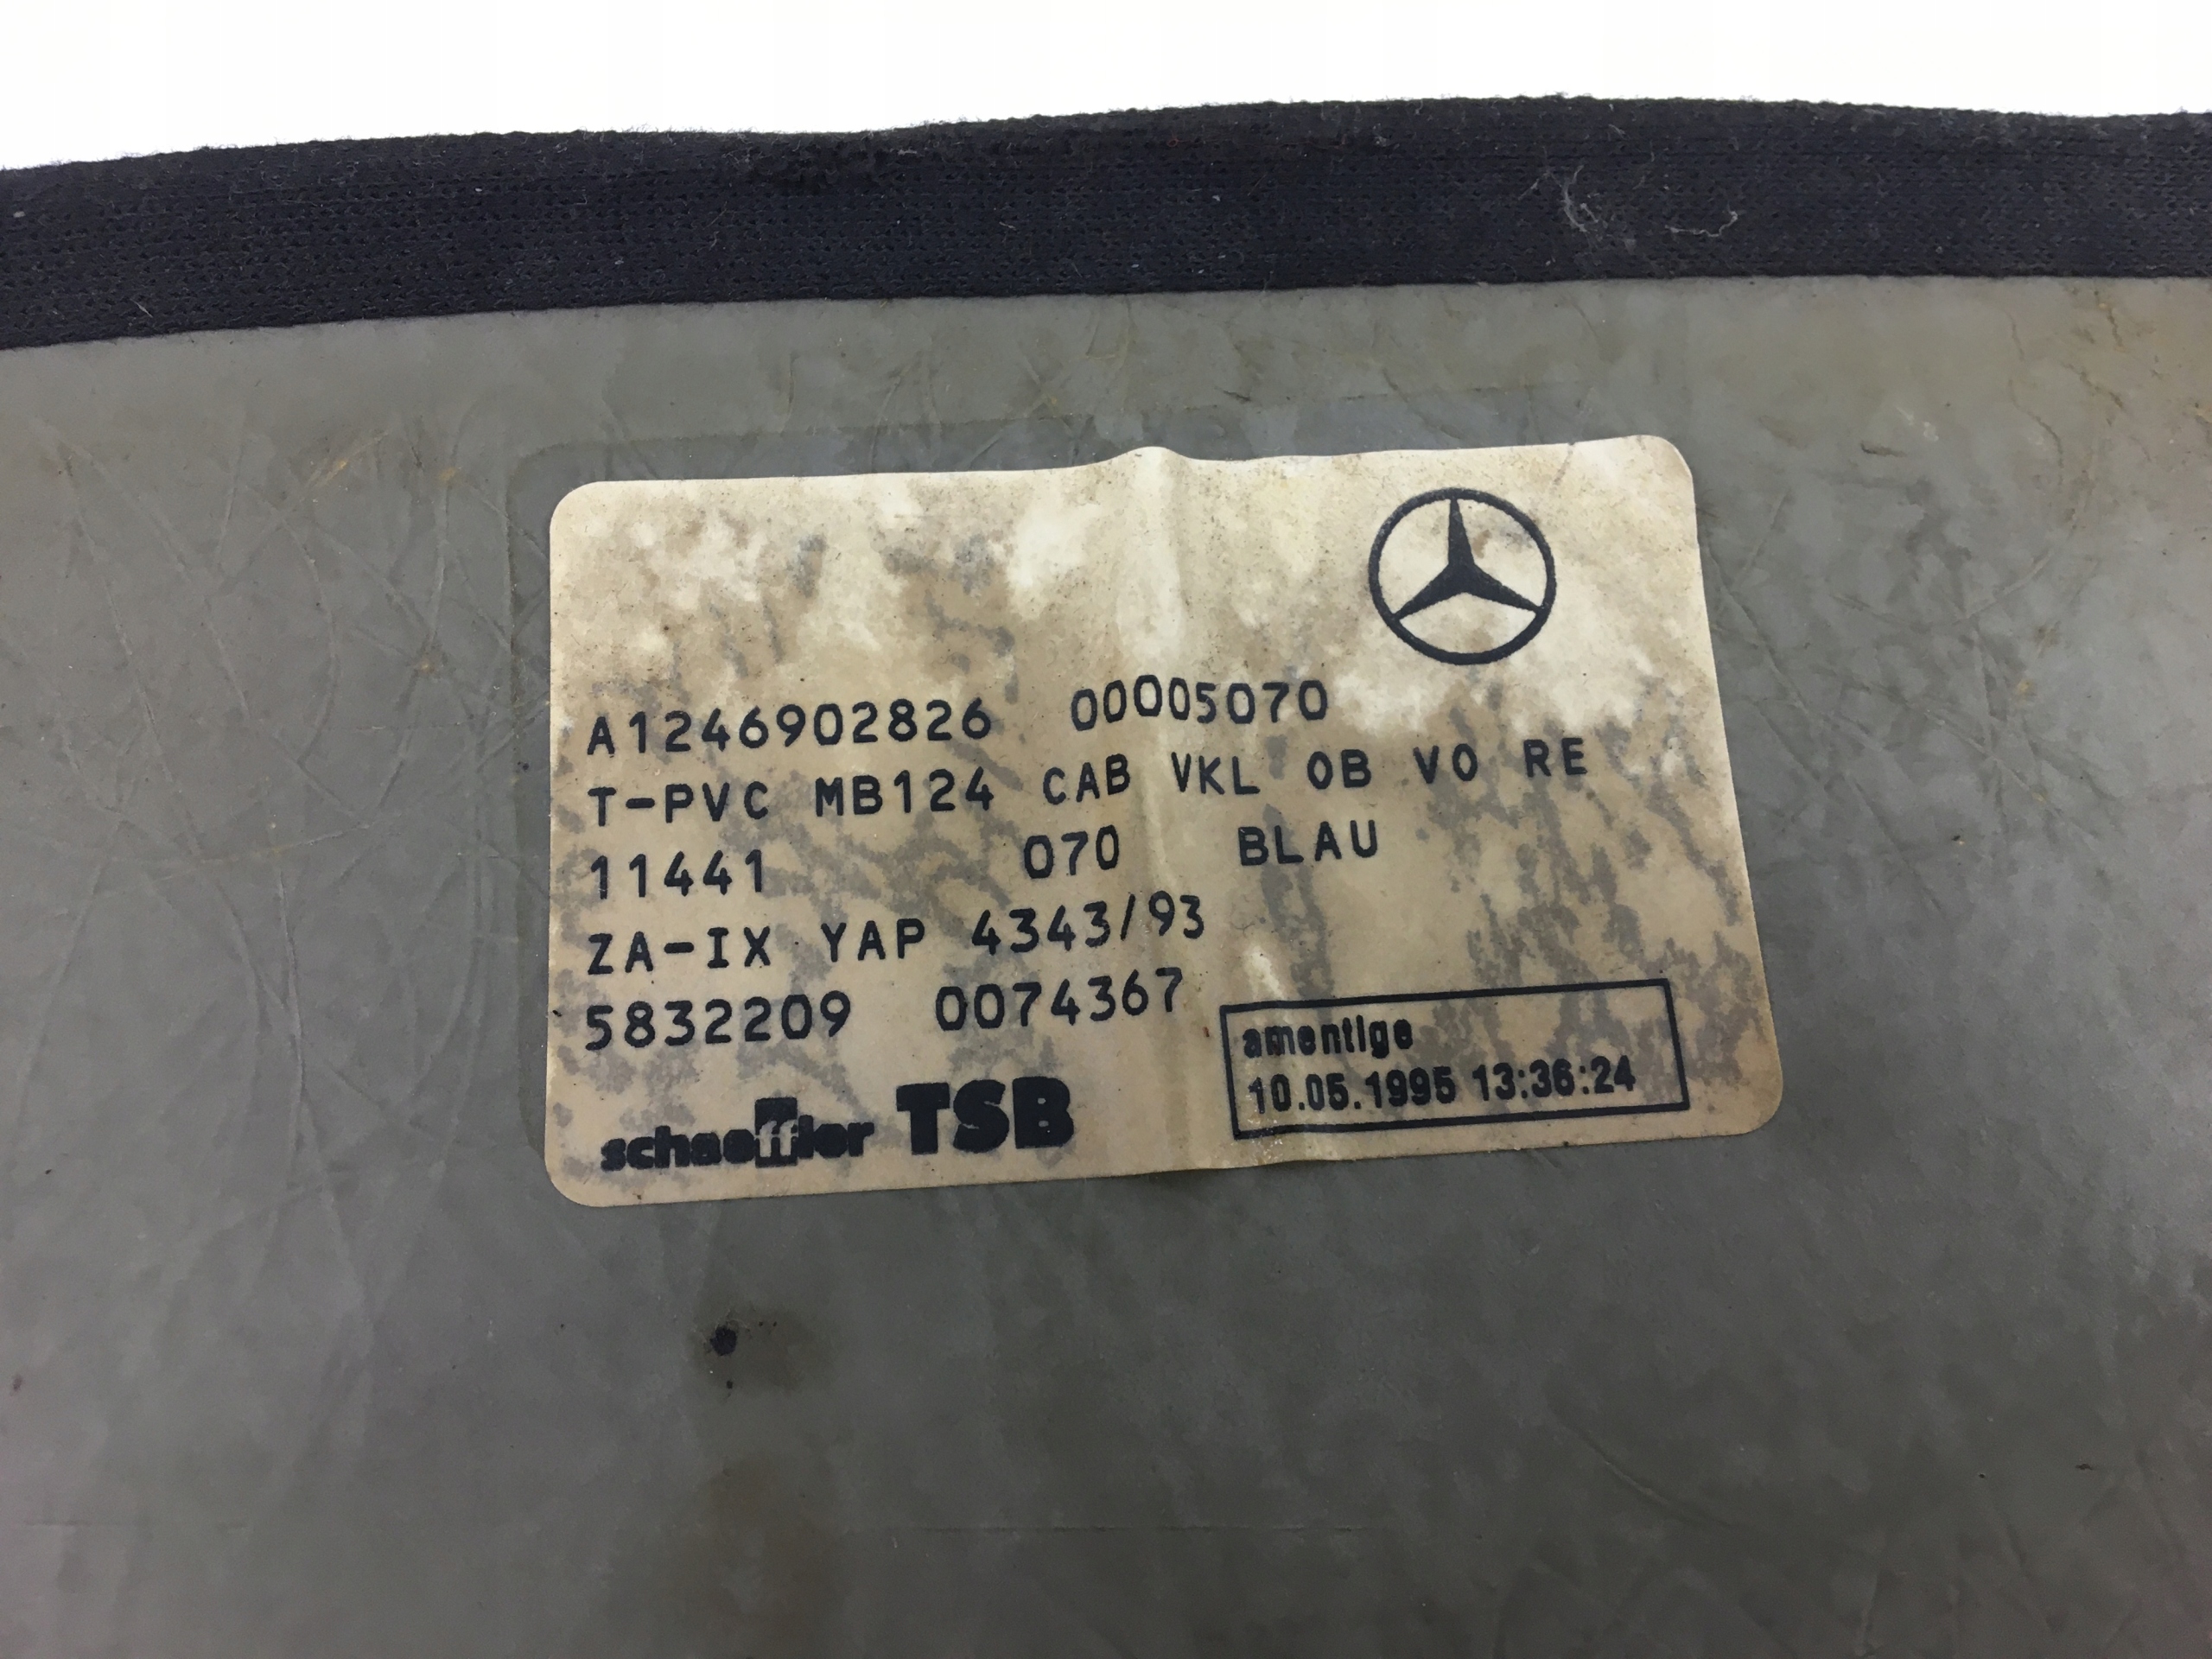 A1246902826 00005070
T-PVC MB124 CAB VKL OB VO RE
11441 070 BLAU
ZA-IX YAP 4343/93
5832209 0074367
schaeffler TSB
amentige
10.05.1995 13:36:24